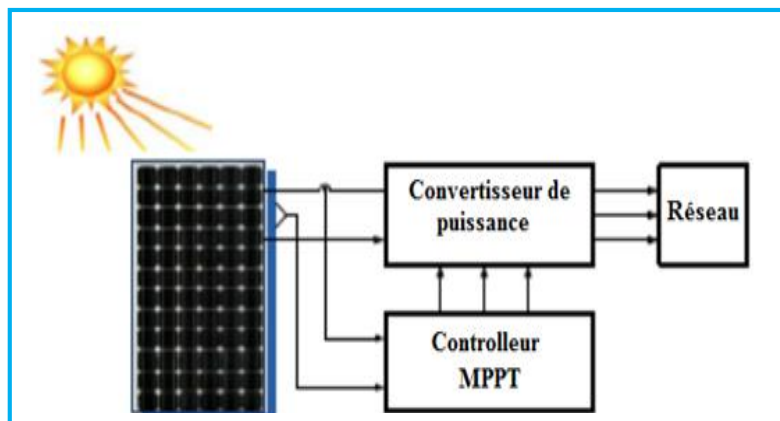 Convertisseur de
puissance
Réseau
Controlleur
MPPT